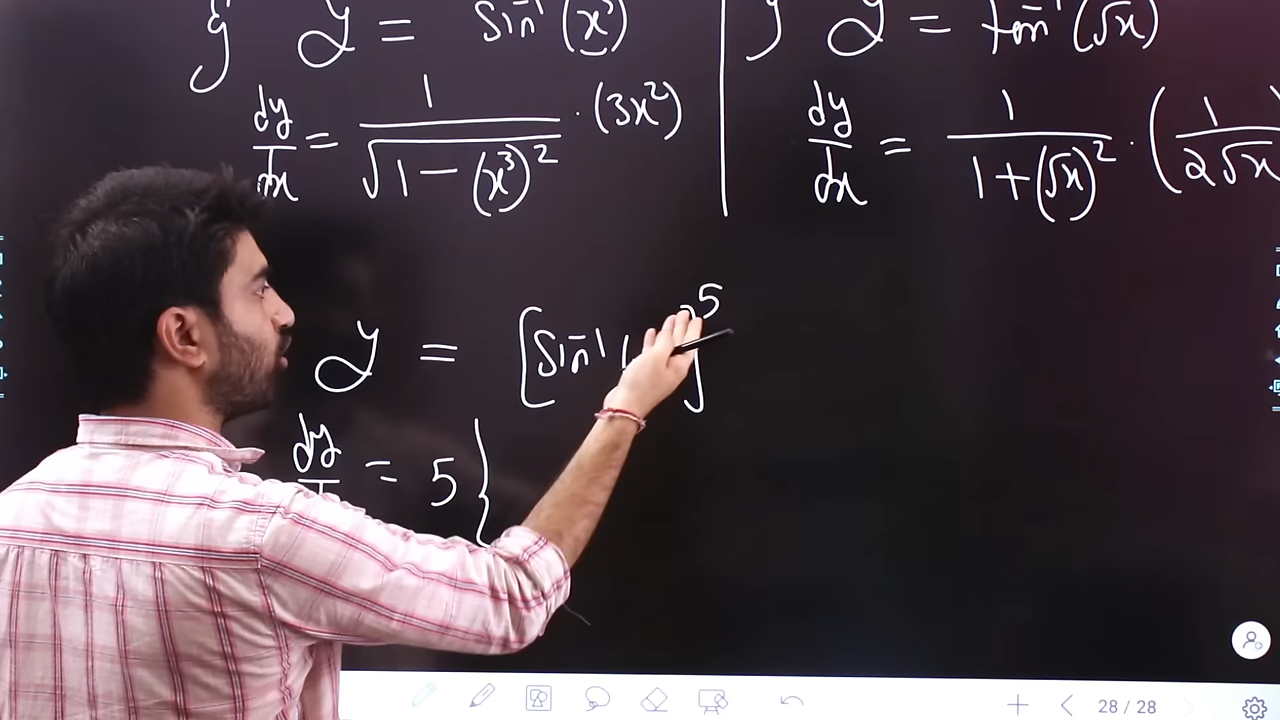 y = sin⁻¹(x³)
dy/dx = 1/√(1-(x³)²) · (3x²)
y = tan⁻¹(√x)
dy/dx = 1/(1+(√x)²) · (1/(2√x)
y = [sin⁻¹ ]⁵
dy = 5{
28 / 28